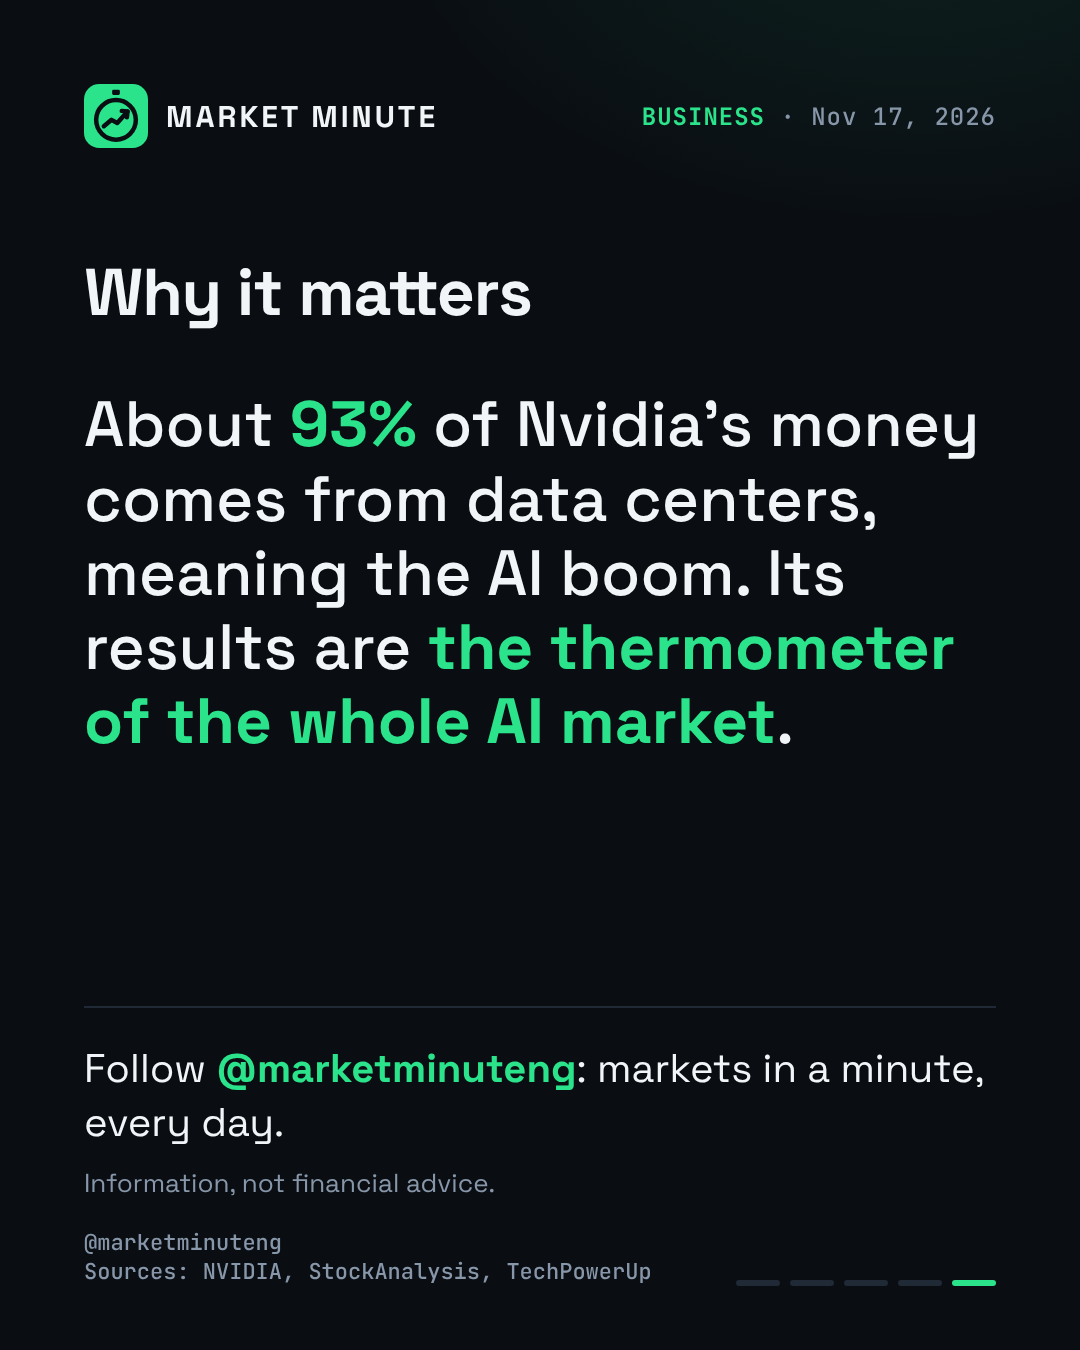 MARKET MINUTE
BUSINESS · Nov 17, 2026
Why it matters
About 93% of Nvidia’s money
comes from data centers,
meaning the AI boom. Its
results are the thermometer
of the whole AI market.
Follow @marketminuteng: markets in a minute,
every day.
Information, not financial advice.
@marketminuteng
Sources: NVIDIA, StockAnalysis, TechPowerUp